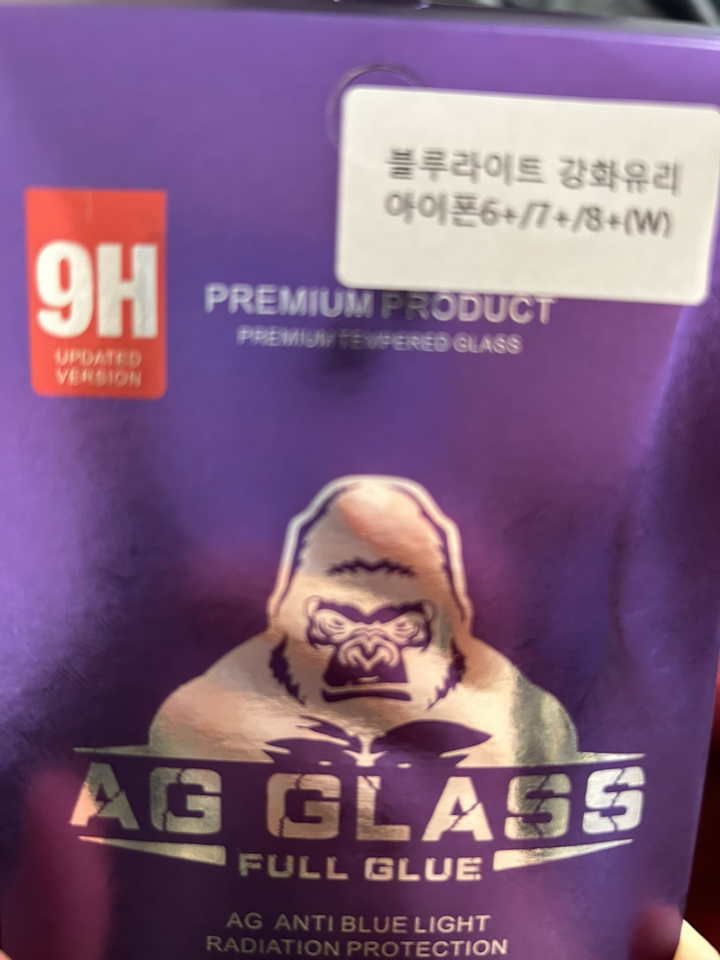 블루라이트 강화유리
아이폰6+/7+/8+(W)
9H
UPDATED
VERSION
PREMIUM PRODUCT
PREMIUM TEMPERED GLASS
AG GLASS
FULL GLUE
AG ANTI BLUE LIGHT
RADIATION PROTECTION